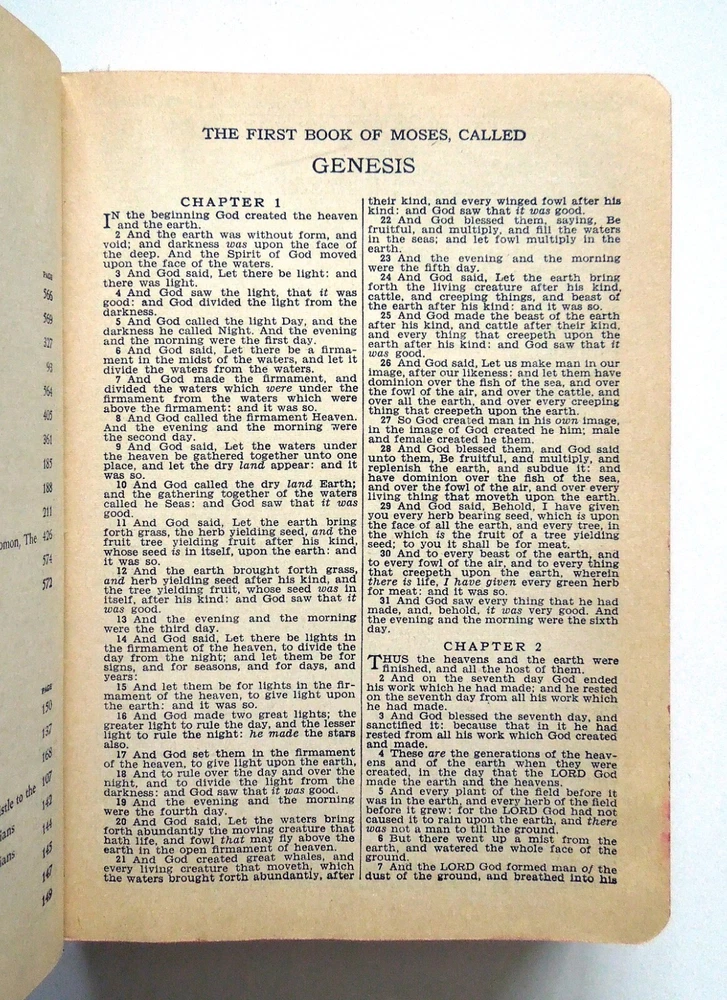 PAGE
566
569
327
93
564
405
361
185
188
211
omon, The 426
574
572
PAGE
130
137
168
107
stle to the
142
ians 144
ians 145
147
149
THE FIRST BOOK OF MOSES, CALLED
GENESIS
CHAPTER 1
IN the beginning God created the heaven
and the earth.
2 And the earth was without form, and
void; and darkness was upon the face of
the deep. And the Spirit of God moved
upon the face of the waters.
3 And God said, Let there be light: and
there was light.
4 And God saw the light, that it was
good: and God divided the light from the
darkness.
5 And God called the light Day, and the
darkness he called Night. And the evening
and the morning were the first day.
6 And God said, Let there be a firma-
ment in the midst of the waters, and let it
divide the waters from the waters.
7 And God made the firmament, and
divided the waters which were under the
firmament from the waters which were
above the firmament: and it was so.
8 And God called the firmament Heaven.
And the evening and the morning were
the second day.
9 And God said, Let the waters under
the heaven be gathered together unto one
place, and let the dry land appear: and it
was so.
10 And God called the dry land Earth;
and the gathering together of the waters
called he Seas: and God saw that it was
good.
11 And God said, Let the earth bring
forth grass, the herb yielding seed, and the
fruit tree yielding fruit after his kind,
whose seed is in itself, upon the earth: and
it was so.
12 And the earth brought forth grass,
and herb yielding seed after his kind, and
the tree yielding fruit, whose seed was in
itself, after his kind: and God saw that it
was good.
13 And the evening and the morning
were the third day.
14 And God said, Let there be lights in
the firmament of the heaven, to divide the
day from the night; and let them be for
signs, and for seasons, and for days, and
years:
15 And let them be for lights in the fir-
mament of the heaven, to give light upon
the earth: and it was so.
16 And God made two great lights; the
greater light to rule the day, and the lesser
light to rule the night: he made the stars
also.
17 And God set them in the firmament
of the heaven, to give light upon the earth,
18 And to rule over the day and over the
night, and to divide the light from the
darkness: and God saw that it was good.
19 And the evening and the morning
were the fourth day.
20 And God said, Let the waters bring
forth abundantly the moving creature that
hath life, and fowl that may fly above the
earth in the open firmament of heaven.
21 And God created great whales, and
every living creature that moveth, which
the waters brought forth abundantly, after
their kind, and every winged fowl after his
kind: and God saw that it was good.
22 And God blessed them, saying, Be
fruitful, and multiply, and fill the waters
in the seas; and let fowl multiply in the
earth.
23 And the evening and the morning
were the fifth day.
24 And God said, Let the earth bring
forth the living creature after his kind,
cattle, and creeping things, and beast of
the earth after his kind: and it was so.
25 And God made the beast of the earth
after his kind, and cattle after their kind,
and every thing that creepeth upon the
earth after his kind: and God saw that it
was good.
26 And God said, Let us make man in our
image, after our likeness: and let them have
dominion over the fish of the sea, and over
the fowl of the air, and over the cattle, and
over all the earth, and over every creeping
thing that creepeth upon the earth.
27 So God created man in his own image,
in the image of God created he him; male
and female created he them.
28 And God blessed them, and God said
unto them, Be fruitful, and multiply, and
replenish the earth, and subdue it: and
have dominion over the fish of the sea,
and over the fowl of the air, and over every
living thing that moveth upon the earth.
29 And God said, Behold, I have given
you every herb bearing seed, which is upon
the face of all the earth, and every tree, in
the which is the fruit of a tree yielding
seed; to you it shall be for meat.
30 And to every beast of the earth, and
to every fowl of the air, and to every thing
that creepeth upon the earth, wherein
there is life, I have given every green herb
for meat: and it was so.
31 And God saw every thing that he had
made, and, behold, it was very good. And
the evening and the morning were the sixth
day.
CHAPTER 2
THUS the heavens and the earth were
finished, and all the host of them.
2 And on the seventh day God ended
his work which he had made; and he rested
on the seventh day from all his work which
he had made.
3 And God blessed the seventh day, and
sanctified it: because that in it he had
rested from all his work which God created
and made.
4 These are the generations of the heav-
ens and of the earth when they were
created, in the day that the LORD God
made the earth and the heavens.
5 And every plant of the field before it
was in the earth, and every herb of the field
before it grew: for the LORD God had not
caused it to rain upon the earth, and there
was not a man to till the ground.
6 But there went up a mist from the
earth, and watered the whole face of the
ground.
7 And the LORD God formed man of the
dust of the ground, and breathed into his